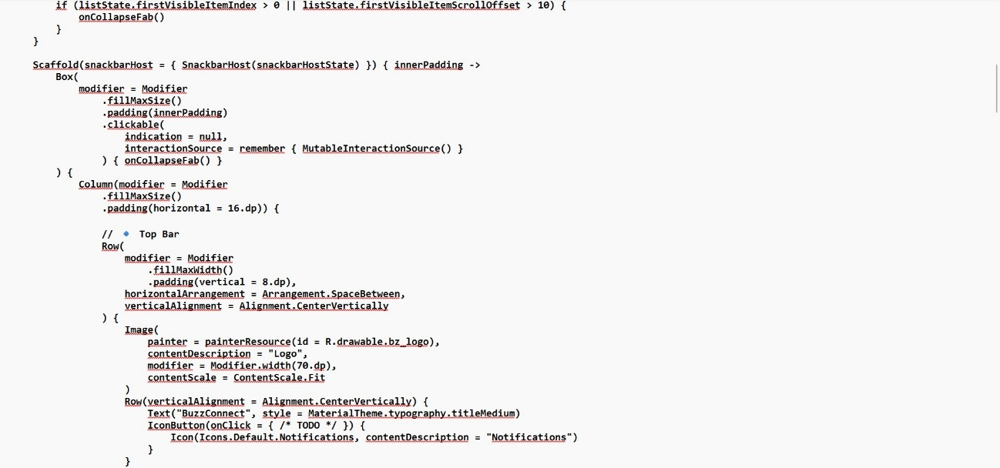 if (listState.firstVisibleItemIndex > 0 || listState.firstVisibleItemScrollOffset > 10) {
onCollapseFab()
}
}
Scaffold(snackbarHost = { SnackbarHost(snackbarHostState) }) { innerPadding ->
Box(
modifier = Modifier
.fillMaxSize()
.padding(innerPadding)
.clickable(
indication = null,
interactionSource = remember { MutableInteractionSource() }
) { onCollapseFab() }
) {
Column(modifier = Modifier
.fillMaxSize()
.padding(horizontal = 16.dp)) {
// 🔹 Top Bar
Row(
modifier = Modifier
.fillMaxWidth()
.padding(vertical = 8.dp),
horizontalArrangement = Arrangement.SpaceBetween,
verticalAlignment = Alignment.CenterVertically
) {
Image(
painter = painterResource(id = R.drawable.bz_logo),
contentDescription = "Logo",
modifier = Modifier.width(70.dp),
contentScale = ContentScale.Fit
)
Row(verticalAlignment = Alignment.CenterVertically) {
Text("BuzzConnect", style = MaterialTheme.typography.titleMedium)
IconButton(onClick = { /* TODO */ }) {
Icon(Icons.Default.Notifications, contentDescription = "Notifications")
}
}